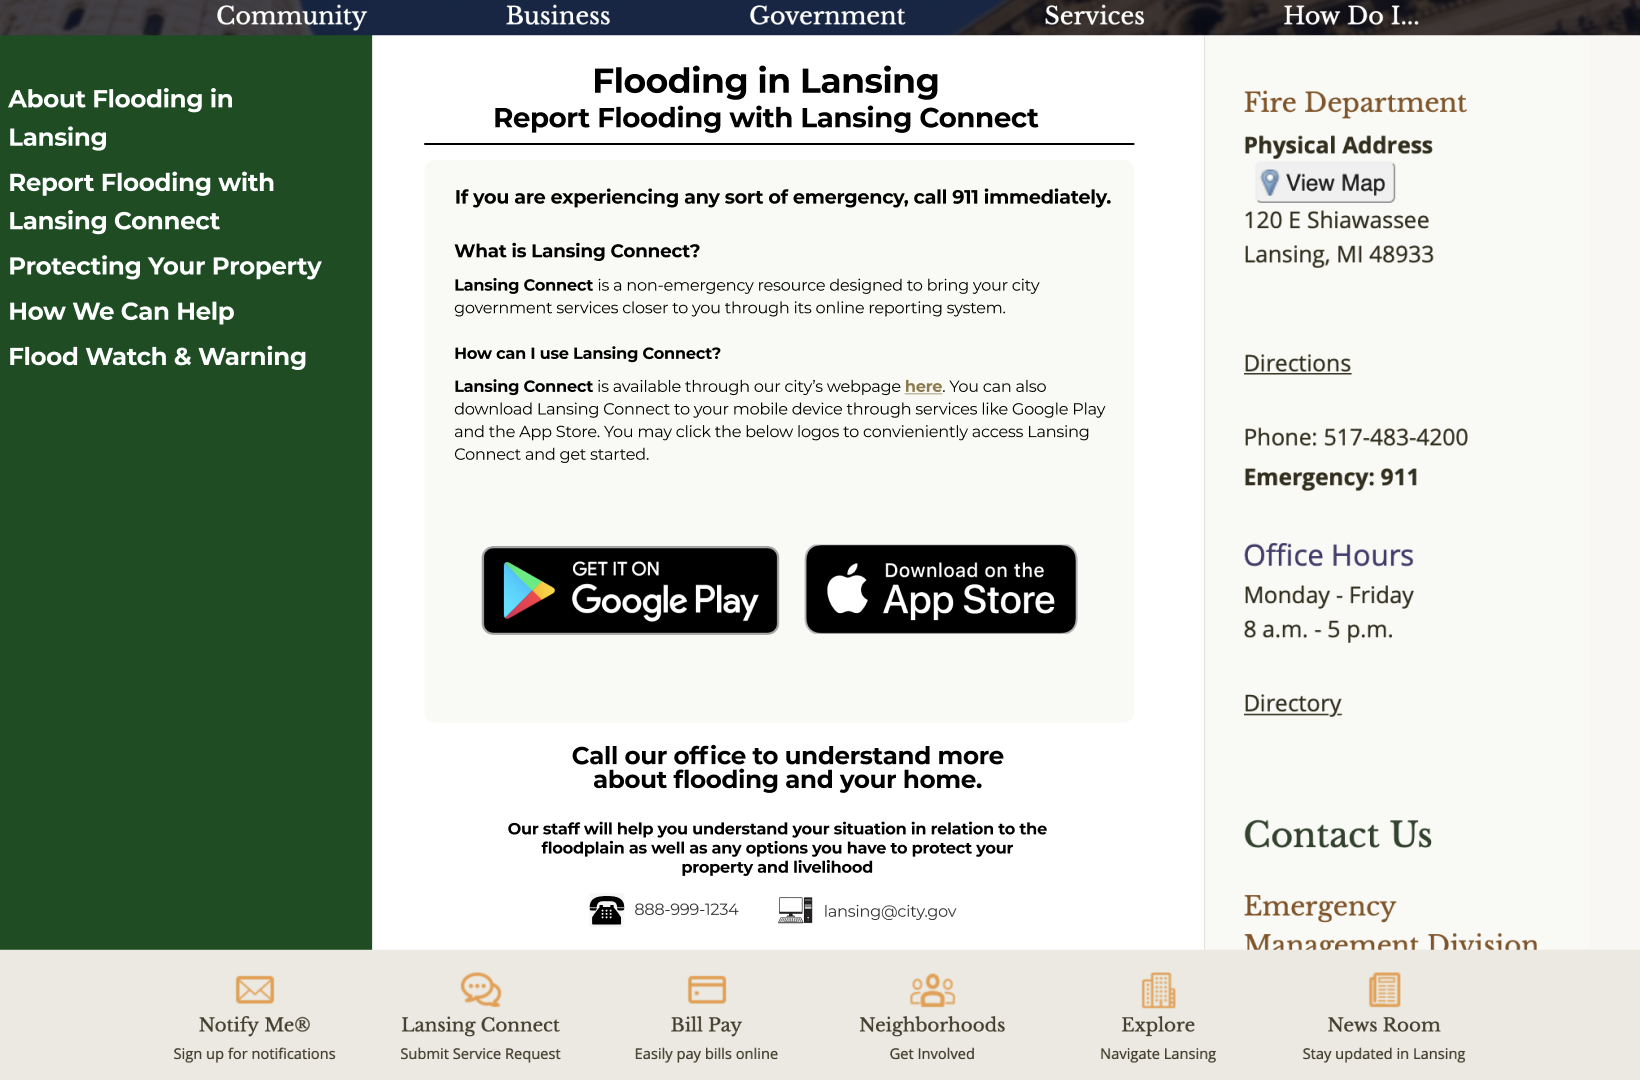 Community
Business
Government
Services
How Do I...
About Flooding in
Lansing
Report Flooding with
Lansing Connect
Protecting Your Property
How We Can Help
Flood Watch & Warning
Flooding in Lansing
Report Flooding with Lansing Connect
If you are experiencing any sort of emergency, call 911 immediately.
What is Lansing Connect?
Lansing Connect is a non-emergency resource designed to bring your city
government services closer to you through its online reporting system.
How can I use Lansing Connect?
Lansing Connect is available through our city's webpage here. You can also
download Lansing Connect to your mobile device through services like Google Play
and the App Store. You may click the below logos to convieniently access Lansing
Connect and get started.
GET IT ON
Google Play
Download on the
App Store
Call our office to understand more
about flooding and your home.
Our staff will help you understand your situation in relation to the
floodplain as well as any options you have to protect your
property and livelihood
888-999-1234
lansing@city.gov
Fire Department
Physical Address
View Map
120 E Shiawassee
Lansing, MI 48933
Directions
Phone: 517-483-4200
Emergency: 911
Office Hours
Monday - Friday
8 a.m. - 5 p.m.
Directory
Contact Us
Emergency
Management Division
Notify Me®
Sign up for notifications
Lansing Connect
Submit Service Request
Bill Pay
Easily pay bills online
Neighborhoods
Get Involved
Explore
Navigate Lansing
News Room
Stay updated in Lansing